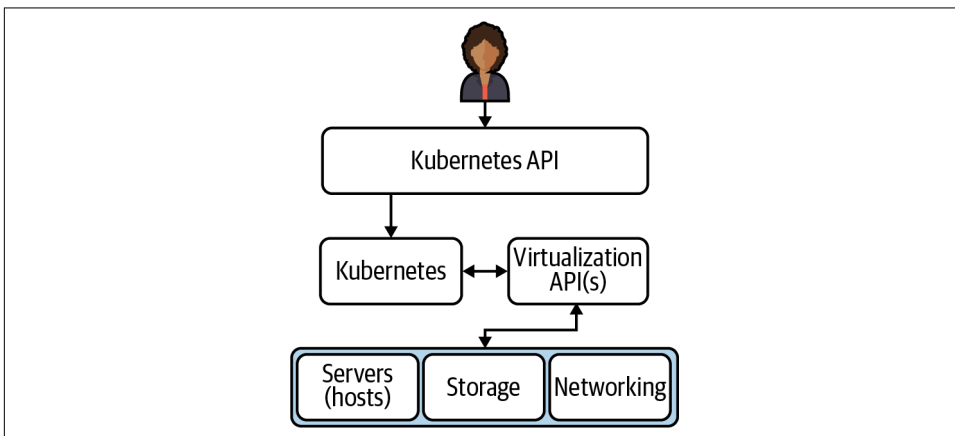 Kubernetes API
Kubernetes
Virtualization
API(s)
Servers
(hosts)
Storage
Networking